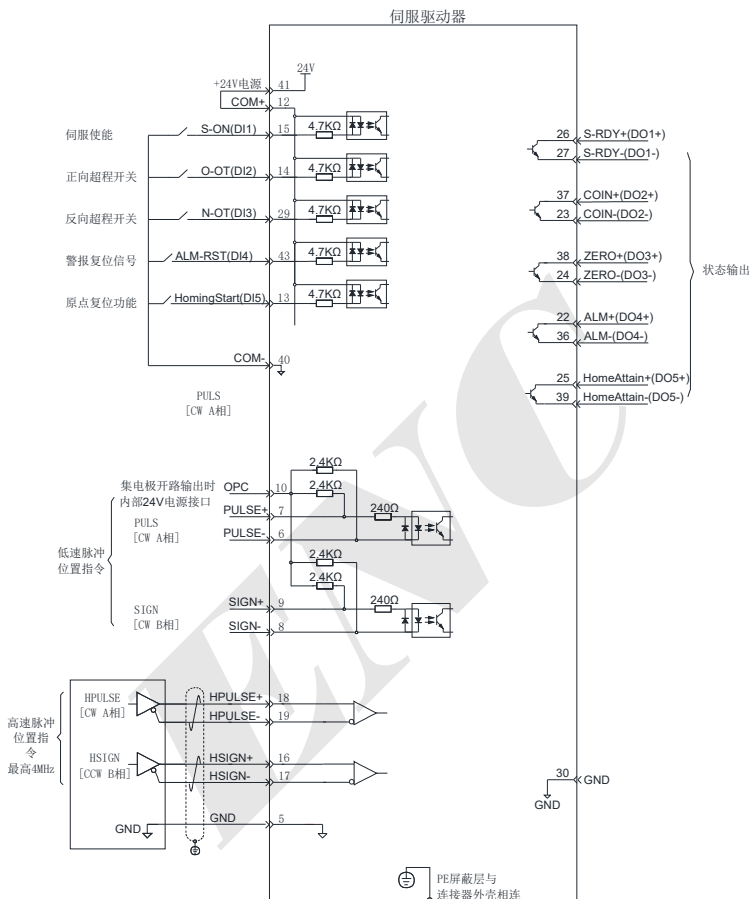 伺服驱动器
24V
+24V电源 41
COM+ 12
伺服使能 S-ON(DI1) 15 4.7KΩ
正向超程开关 O-OT(DI2) 14 4.7KΩ
反向超程开关 N-OT(DI3) 29 4.7KΩ
警报复位信号 ALM-RST(DI4) 43 4.7KΩ
原点复位功能 HomingStart(DI5) 13 4.7KΩ
COM- 40
26 S-RDY+(DO1+)
27 S-RDY-(DO1-)
37 COIN+(DO2+)
23 COIN-(DO2-)
38 ZERO+(DO3+)
24 ZERO-(DO3-)
22 ALM+(DO4+)
36 ALM-(DO4-)
25 HomeAttain+(DO5+)
39 HomeAttain-(DO5-)
状态输出
PULS
[CW A相]
集电极开路输出时
内部24V电源接口
OPC 10
2.4KΩ
2.4KΩ
PULSE+ 7 240Ω
PULSE- 6
PULS
[CW A相]
低速脉冲
位置指令
2.4KΩ
2.4KΩ
SIGN+ 9 240Ω
SIGN- 8
SIGN
[CW B相]
高速脉冲
位置指
令
最高4MHz
HPULSE
[CW A相]
HPULSE+ 18
HPULSE- 19
HSIGN
[CCW B相]
HSIGN+ 16
HSIGN- 17
GND GND 5
30 GND
GND
PE屏蔽层与
连接器外壳相连
ENC